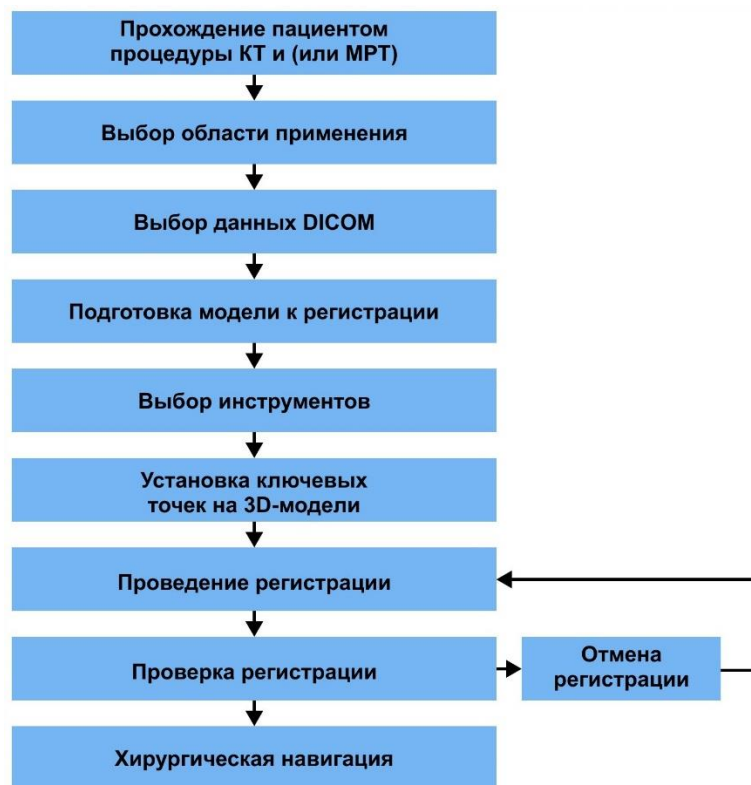 Прохождение пациентом
процедуры КТ и (или МРТ)
Выбор области применения
Выбор данных DICOM
Подготовка модели к регистрации
Выбор инструментов
Установка ключевых
точек на 3D-модели
Проведение регистрации
Проверка регистрации
Отмена
регистрации
Хирургическая навигация